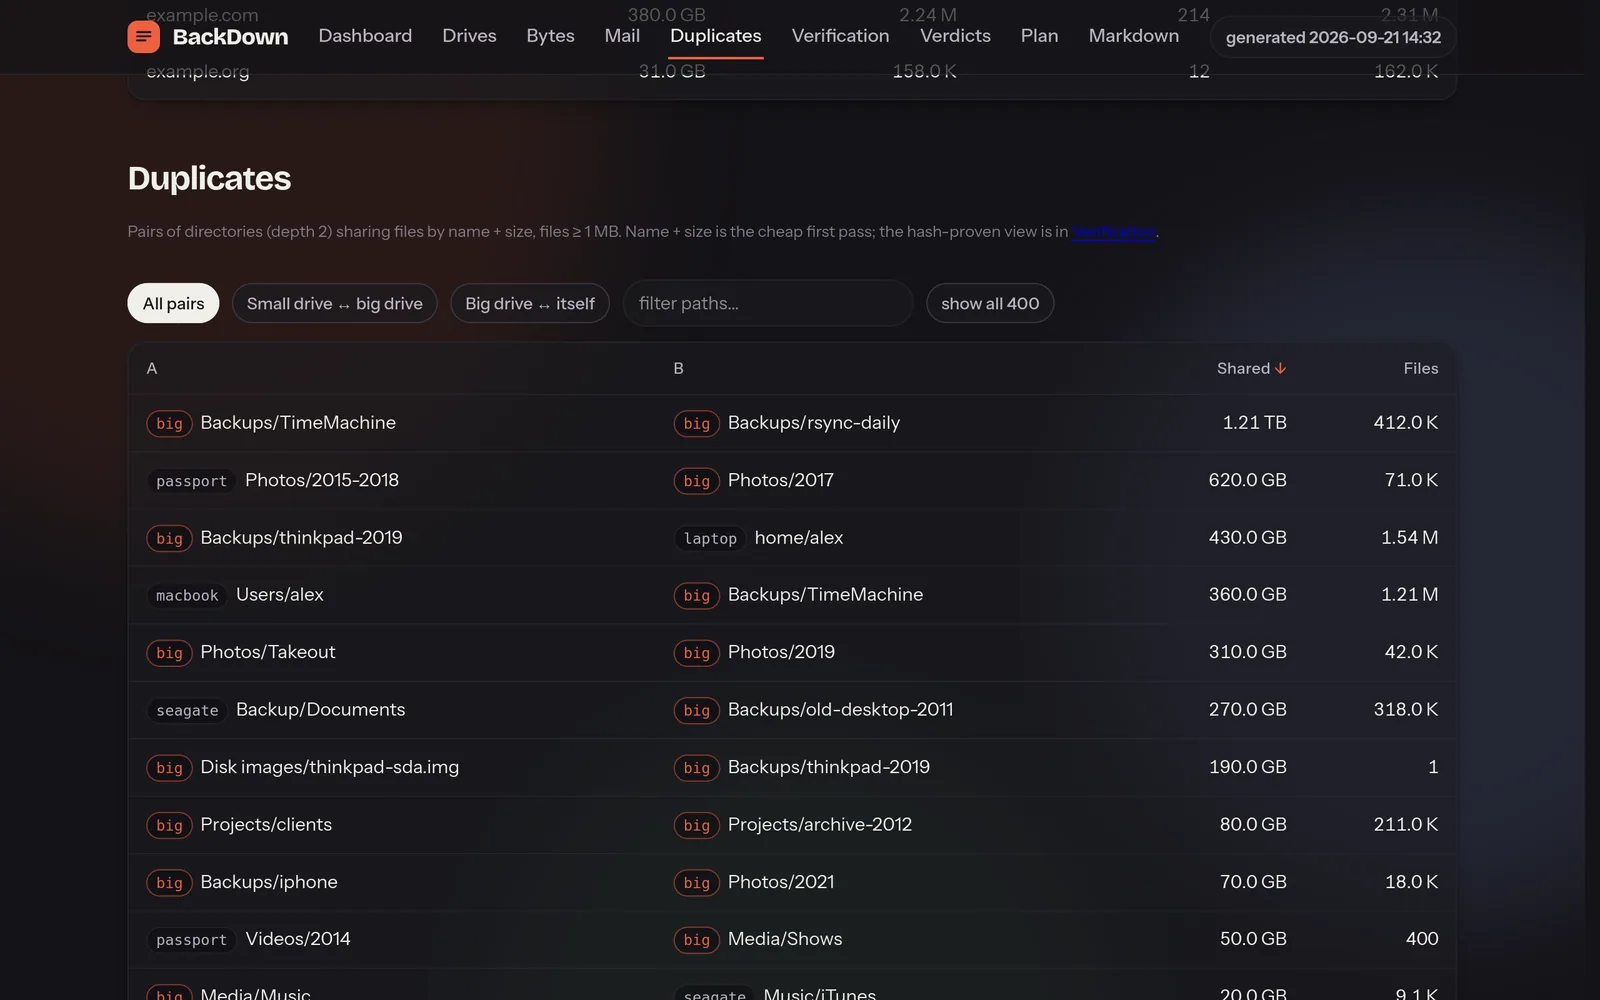 example.com 380.0 GB 2.24 M 214 2.31 M
BackDown Dashboard Drives Bytes Mail Duplicates Verification Verdicts Plan Markdown generated 2026-09-21 14:32
example.org 31.0 GB 158.0 K 12 162.0 K
Duplicates
Pairs of directories (depth 2) sharing files by name + size, files ≥ 1 MB. Name + size is the cheap first pass; the hash-proven view is in Verification.
All pairs Small drive ↔ big drive Big drive ↔ itself filter paths... show all 400
A B Shared ↓ Files
big Backups/TimeMachine big Backups/rsync-daily 1.21 TB 412.0 K
passport Photos/2015-2018 big Photos/2017 620.0 GB 71.0 K
big Backups/thinkpad-2019 laptop home/alex 430.0 GB 1.54 M
macbook Users/alex big Backups/TimeMachine 360.0 GB 1.21 M
big Photos/Takeout big Photos/2019 310.0 GB 42.0 K
seagate Backup/Documents big Backups/old-desktop-2011 270.0 GB 318.0 K
big Disk images/thinkpad-sda.img big Backups/thinkpad-2019 190.0 GB 1
big Projects/clients big Projects/archive-2012 80.0 GB 211.0 K
big Backups/iphone big Photos/2021 70.0 GB 18.0 K
passport Videos/2014 big Media/Shows 50.0 GB 400
big Media/Music seagate Music/iTunes 20.0 GB 9.1 K